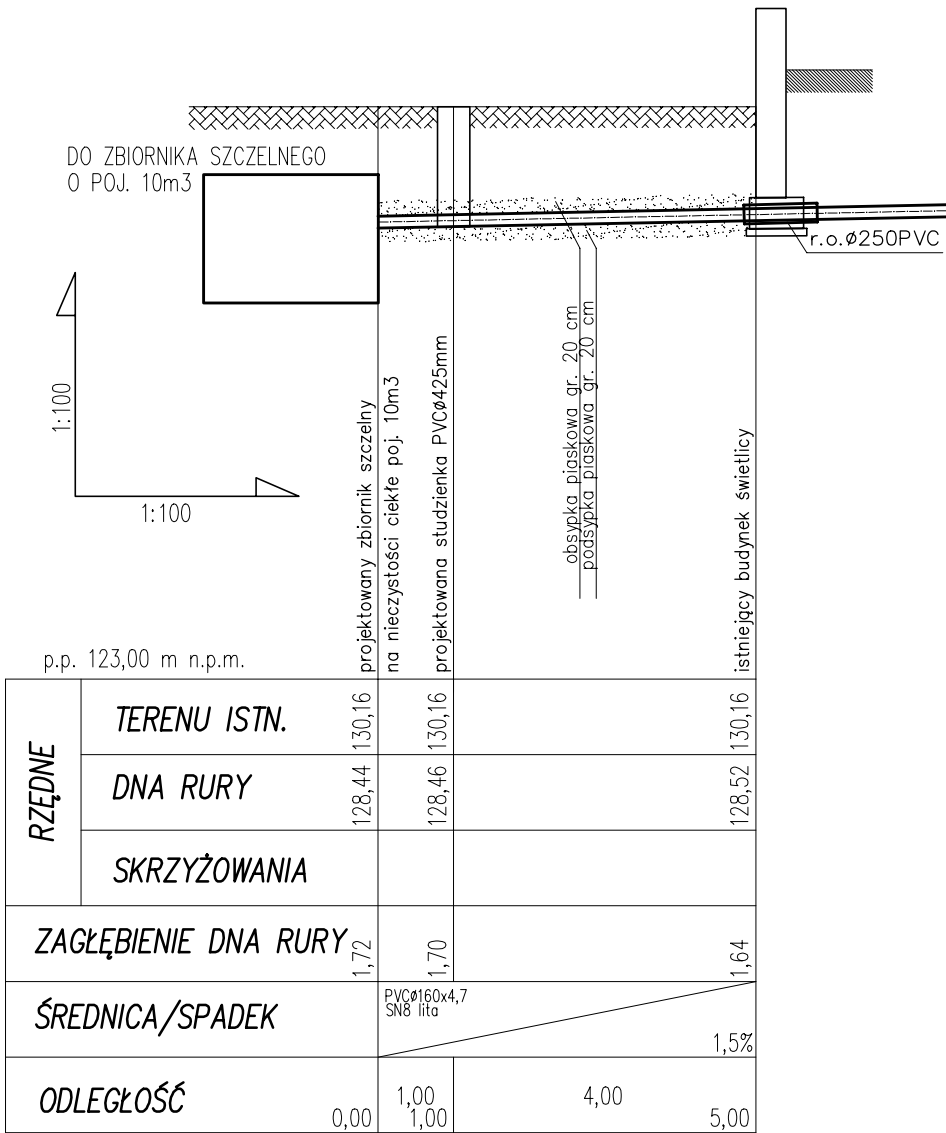 DO ZBIORNIKA SZCZELNEGO
O POJ. 10m3
r.o.ø250PVC
1:100
1:100
projektowany zbiornik szczelny
na nieczystości ciekłe poj. 10m3
projektowana studzienka PVCø425mm
obsypka piaskowa gr. 20 cm
podsypka piaskowa gr. 20 cm
istniejący budynek świetlicy
p.p. 123,00 m n.p.m.
RZĘDNE
TERENU ISTN. 130,16 130,16 130,16
DNA RURY 128,44 128,46 128,52
SKRZYŻOWANIA
ZAGŁĘBIENIE DNA RURY 1,72 1,70 1,64
ŚREDNICA/SPADEK
PVCø160x4,7
SN8 lita
1,5%
ODLEGŁOŚĆ
1,00 4,00
0,00 1,00 5,00